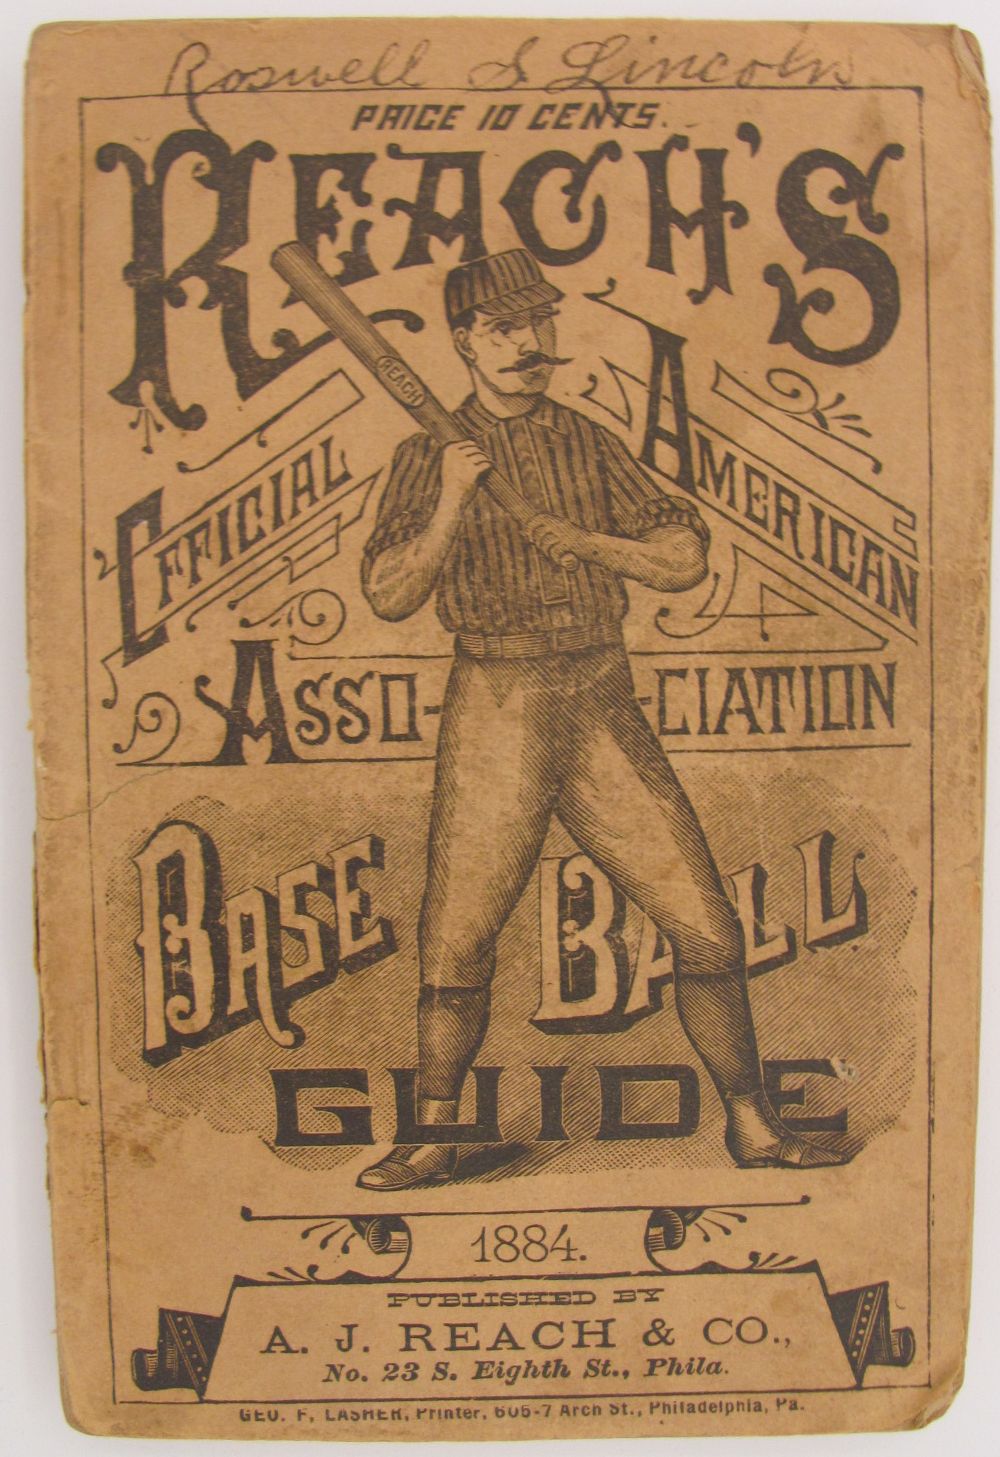 Roswell S Lincoln
PRICE 10 CENTS.
REACH'S
REACH
OFFICIAL AMERICAN
ASSO-CIATION
BASE BALL
GUIDE
1884.
PUBLISHED BY
A. J. REACH & CO.,
No. 23 S. Eighth St., Phila.
GEO. F. LASHER, Printer, 605-7 Arch St., Philadelphia, Pa.